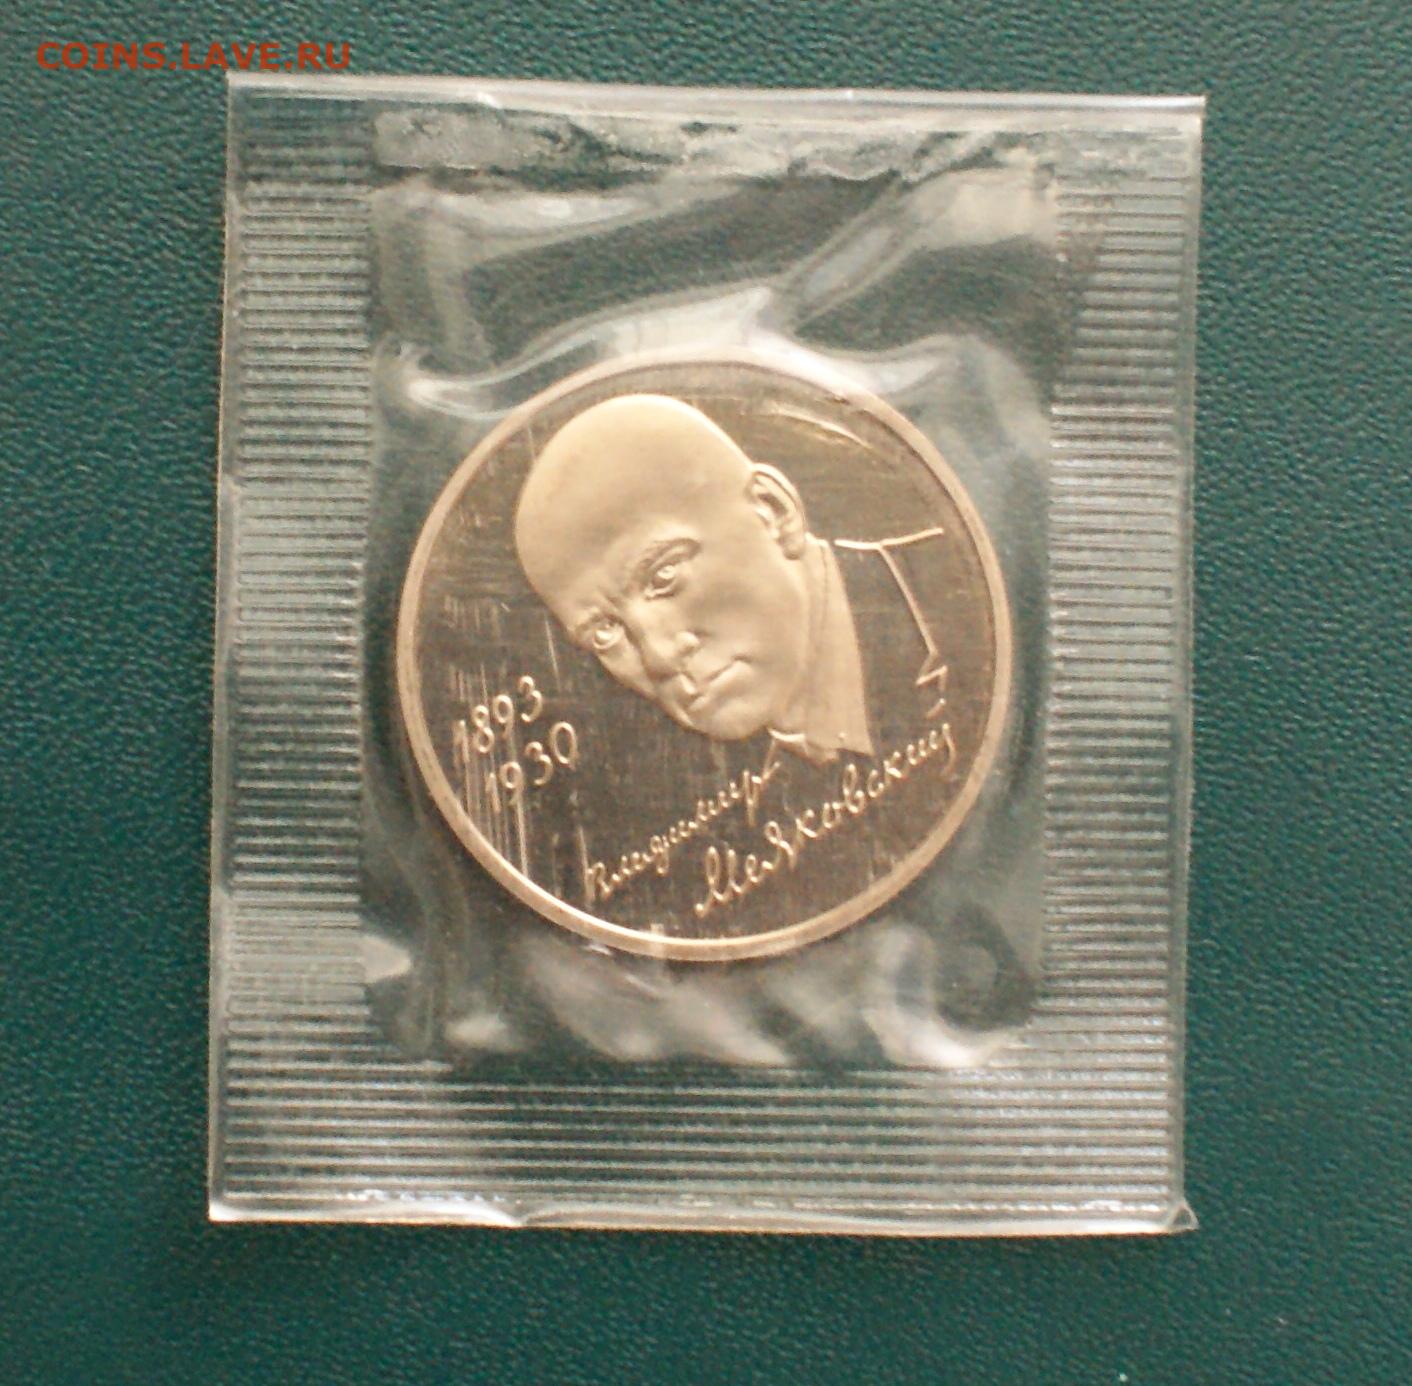 COINS.LAVE.RU
1893
1930
Владимир
Маяковский